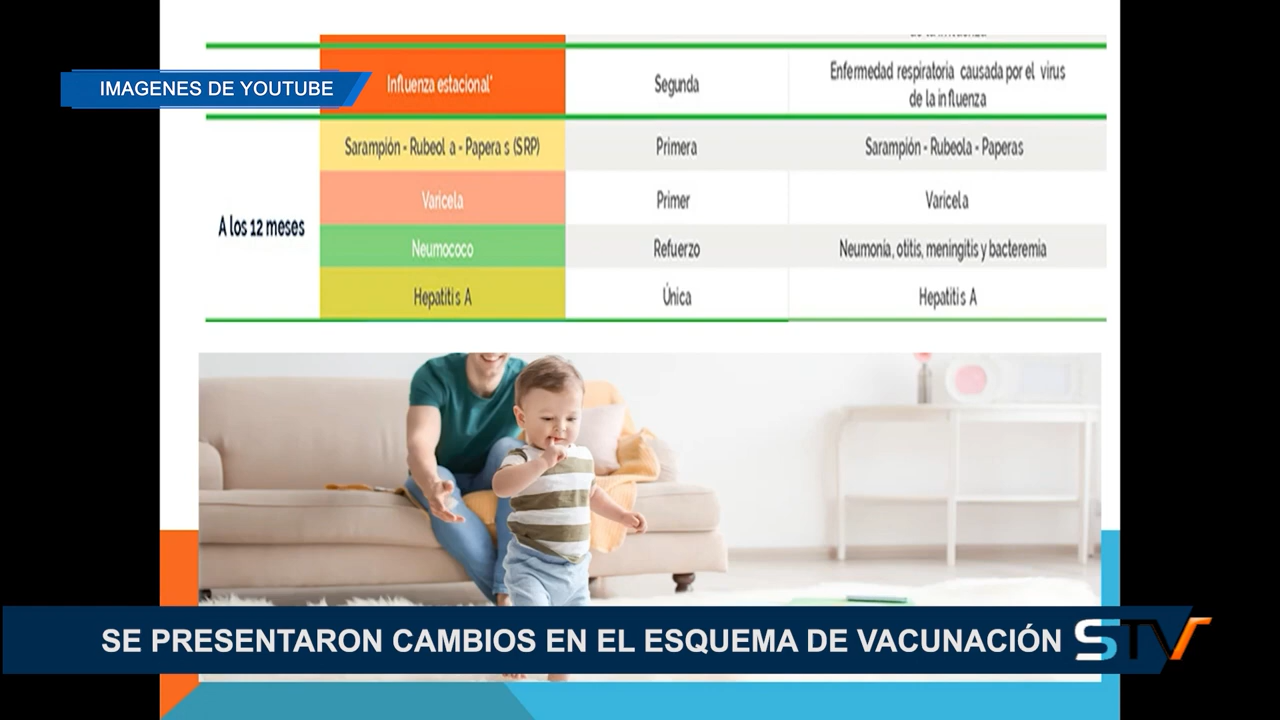 IMAGENES DE YOUTUBE
Influenza estacional*
Segunda
Enfermedad respiratoria causada por el virus
de la influenza
A los 12 meses
Sarampión - Rubeol a - Papera s (SRP)
Primera
Sarampión - Rubeola - Paperas
Varicela
Primer
Varicela
Neumococo
Refuerzo
Neumonía, otitis, meningitis y bacteremia
Hepatitis A
Única
Hepatitis A
SE PRESENTARON CAMBIOS EN EL ESQUEMA DE VACUNACIÓN
STV